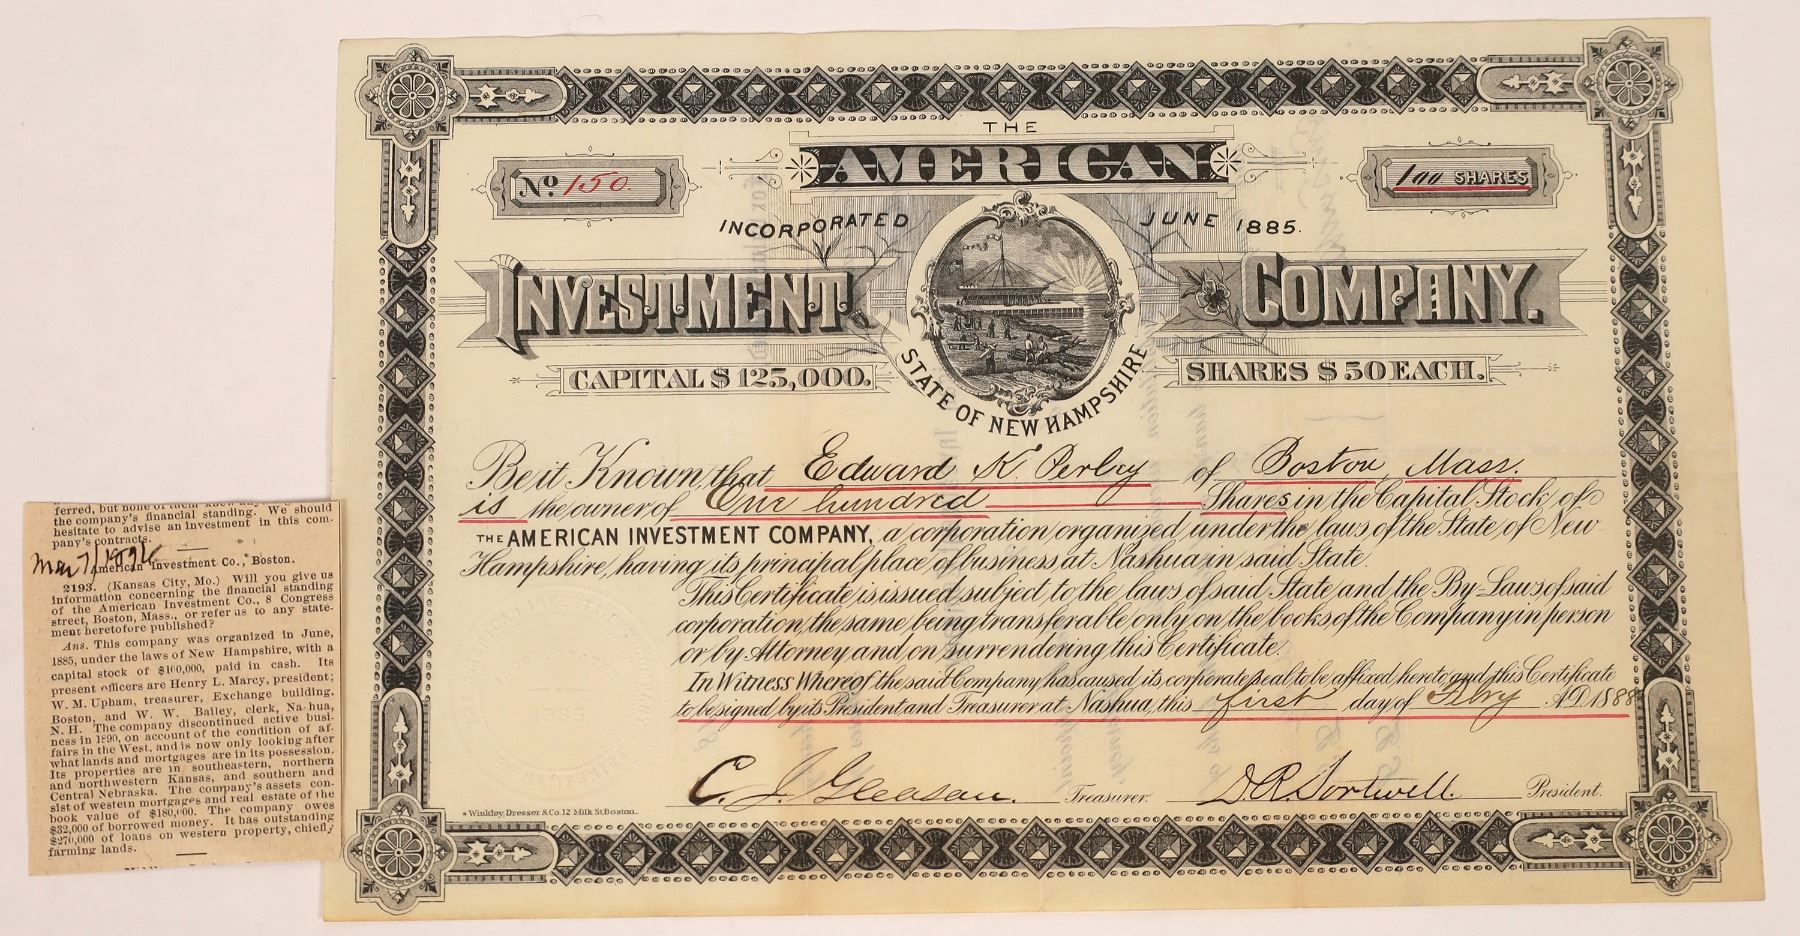 THE
AMERICAN
No 150.
100 SHARES
INCORPORATED JUNE 1885.
INVESTMENT COMPANY.
CAPITAL $125,000.
SHARES $50 EACH.
STATE OF NEW HAMPSHIRE
Be it Known, that Edward K. Perby of Boston, Mass.
is the owner of One hundred Shares in the Capital Stock of
THE AMERICAN INVESTMENT COMPANY, a corporation organized under the laws of the State of New
Hampshire, having its principal place of business at Nashua in said State.
This Certificate is issued subject to the laws of said State and the By-Laws of said
corporation, the same being transferable only on the books of the Company in person
or by Attorney and on surrendering this Certificate.
In Witness Whereof the said Company has caused its corporate seal to be affixed hereto and this Certificate
to be signed by its President and Treasurer at Nashua, this first day of Feby A.D. 1888
C. J. Gleason. Treasurer. D. R. Sortwell. President.
Winkley, Dresser & Co. 12 Milk St. Boston.
ferred, but none of them
the company's financial standing. We should
hesitate to advise an investment in this com-
pany's contracts.
American Investment Co., Boston.
2193. (Kansas City, Mo.) Will you give us
information concerning the financial standing
of the American Investment Co., 8 Congress
street, Boston, Mass., or refer us to any state-
ment heretofore published?
Ans. This company was organized in June,
1885, under the laws of New Hampshire, with a
capital stock of $100,000, paid in cash. Its
present officers are Henry L. Marcy, president;
W. M. Upham, treasurer, Exchange building,
Boston, and W. W. Bailey, clerk, Nashua,
N. H. The company discontinued active busi-
ness in 1890, on account of the condition of af-
fairs in the West, and is now only looking after
what lands and mortgages are in its possession.
Its properties are in southeastern, northern
and northwestern Kansas, and southern and
Central Nebraska. The company's assets con-
sist of western mortgages and real estate of the
book value of $180,000. The company owes
$32,000 of borrowed money. It has outstanding
$270,000 of loans on western property, chiefly
farming lands.